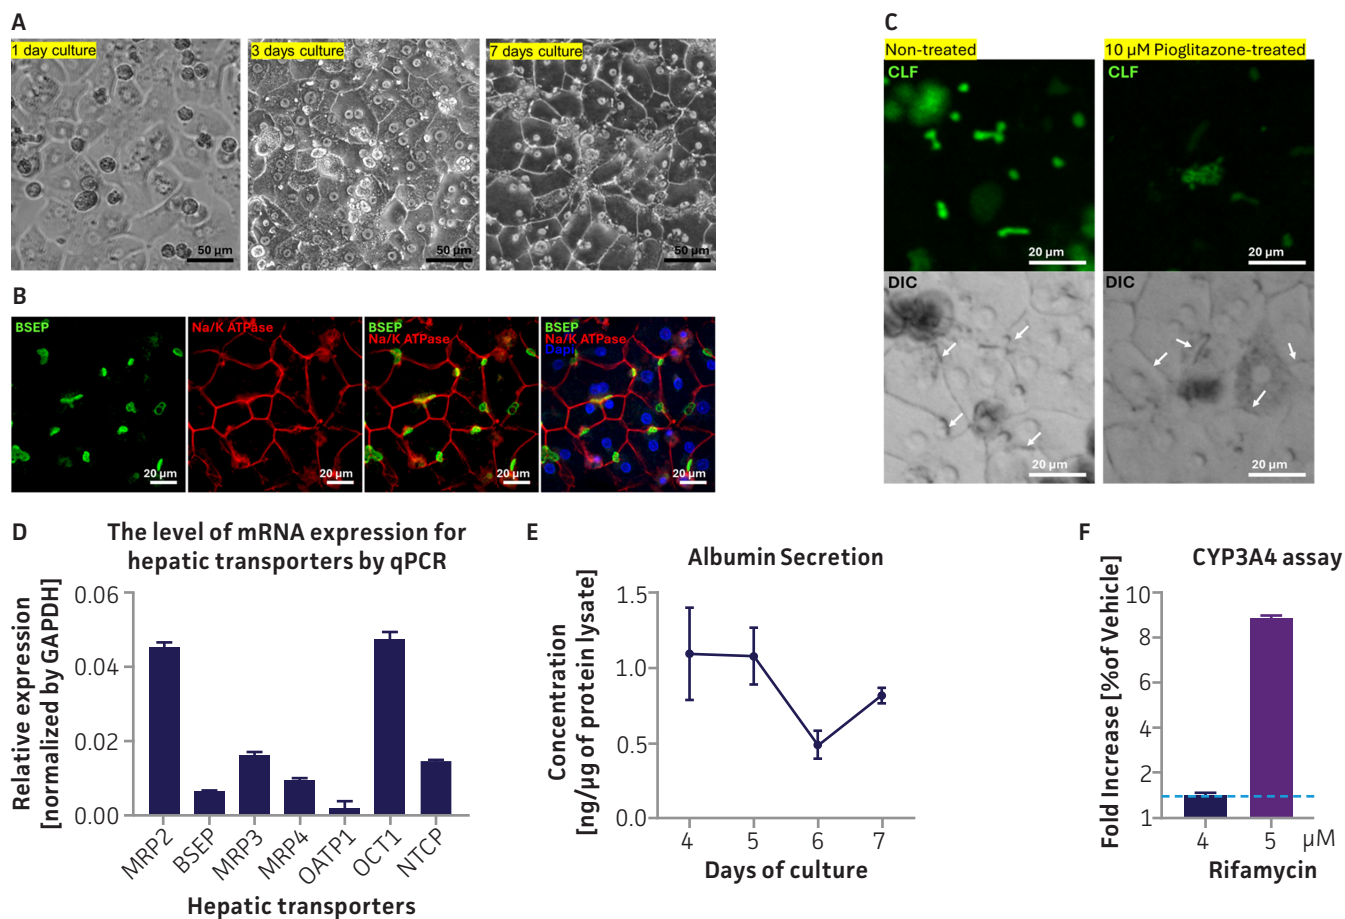 A
1 day culture
3 days culture
7 days culture
50 µm
50 µm
50 µm
B
BSEP
Na/K ATPase
BSEP
Na/K ATPase
BSEP
Na/K ATPase
Dapi
20 µm
20 µm
20 µm
20 µm
C
Non-treated
10 µM Pioglitazone-treated
CLF
CLF
20 µm
20 µm
DIC
DIC
20 µm
20 µm
D
The level of mRNA expression for
hepatic transporters by qPCR
Relative expression
[normalized by GAPDH]
0.06
0.04
0.02
0.00
MRP2
BSEP
MRP3
MRP4
OATP1
OCT1
NTCP
Hepatic transporters
E
Albumin Secretion
Concentration
[ng/µg of protein lysate]
1.5
1.0
0.5
0.0
4
5
6
7
Days of culture
F
CYP3A4 assay
Fold Increase [%of Vehicle]
10
8
6
4
2
1
4
5
µM
Rifamycin